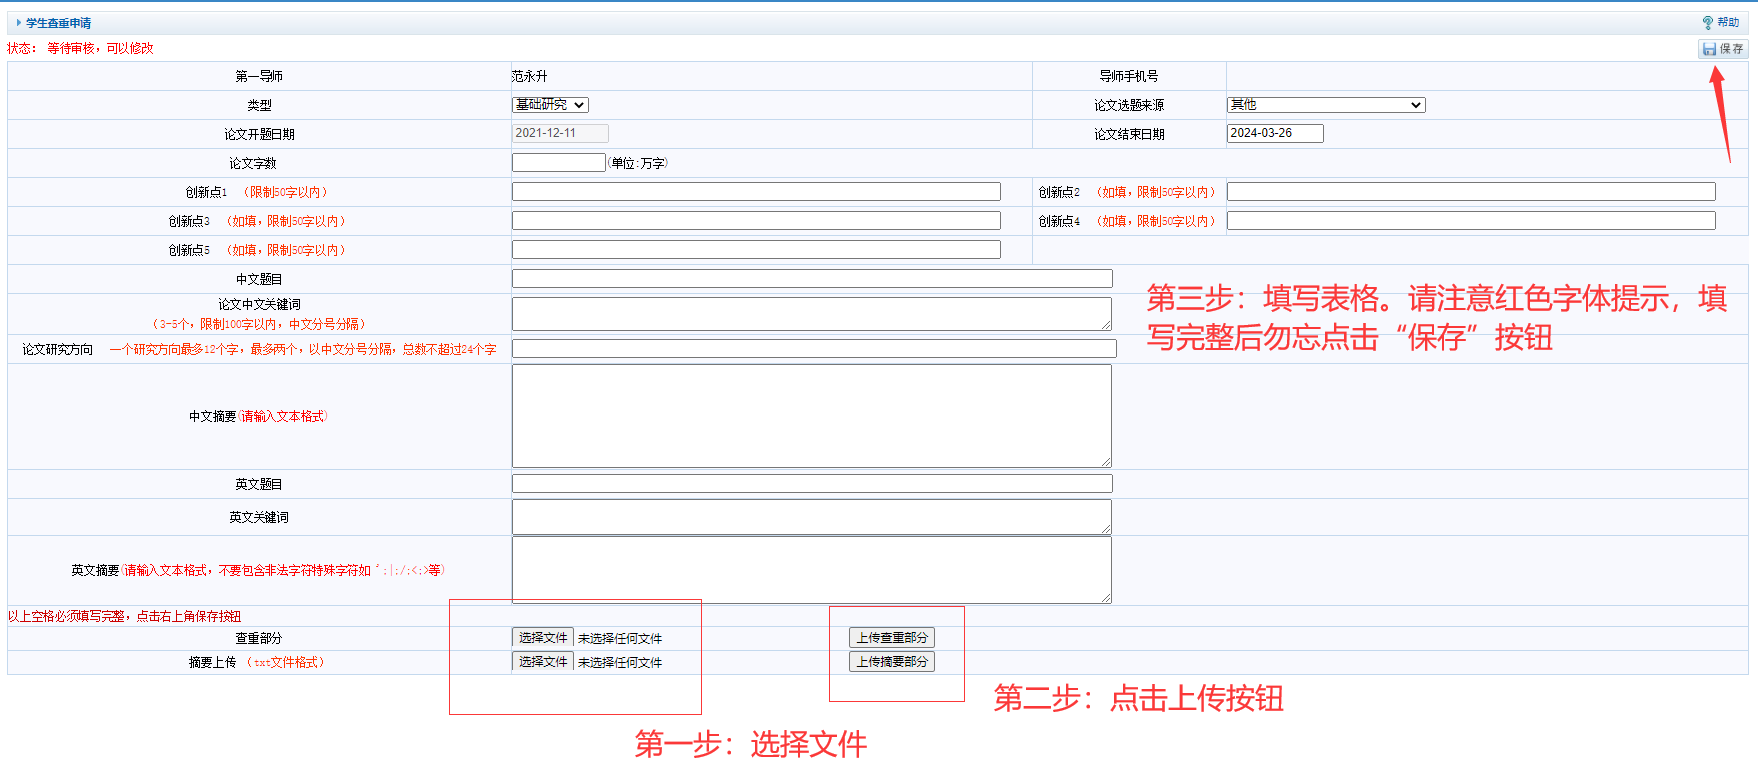 学生查重申请
帮助
状态： 等待审核，可以修改
保存
第一导师 范永升 导师手机号
类型 基础研究 论文选题来源 其他
论文开题日期 2021-12-11 论文结束日期 2024-03-26
论文字数 (单位:万字)
创新点1 （限制50字以内） 创新点2 （如填，限制50字以内）
创新点3 （如填，限制50字以内） 创新点4 （如填，限制50字以内）
创新点5 （如填，限制50字以内）
中文题目
论文中文关键词
（3-5个，限制100字以内，中文分号分隔）
第三步：填写表格。请注意红色字体提示，填
写完整后勿忘点击“保存”按钮
论文研究方向 一个研究方向最多12个字，最多两个，以中文分号分隔，总数不超过24个字
中文摘要(请输入文本格式)
英文题目
英文关键词
英文摘要(请输入文本格式，不要包含非法字符特殊字符如 ';|;/;<;>等)
以上空格必须填写完整，点击右上角保存按钮
查重部分 选择文件 未选择任何文件 上传查重部分
摘要上传 （txt文件格式） 选择文件 未选择任何文件 上传摘要部分
第二步：点击上传按钮
第一步：选择文件